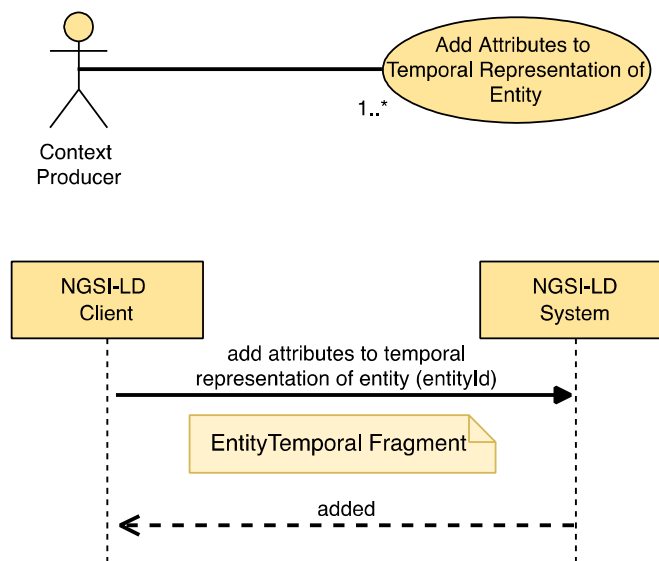 Add Attributes to
Temporal Representation of
Entity
1..*
Context
Producer
NGSI-LD
Client
NGSI-LD
System
add attributes to temporal
representation of entity (entityId)
EntityTemporal Fragment
added